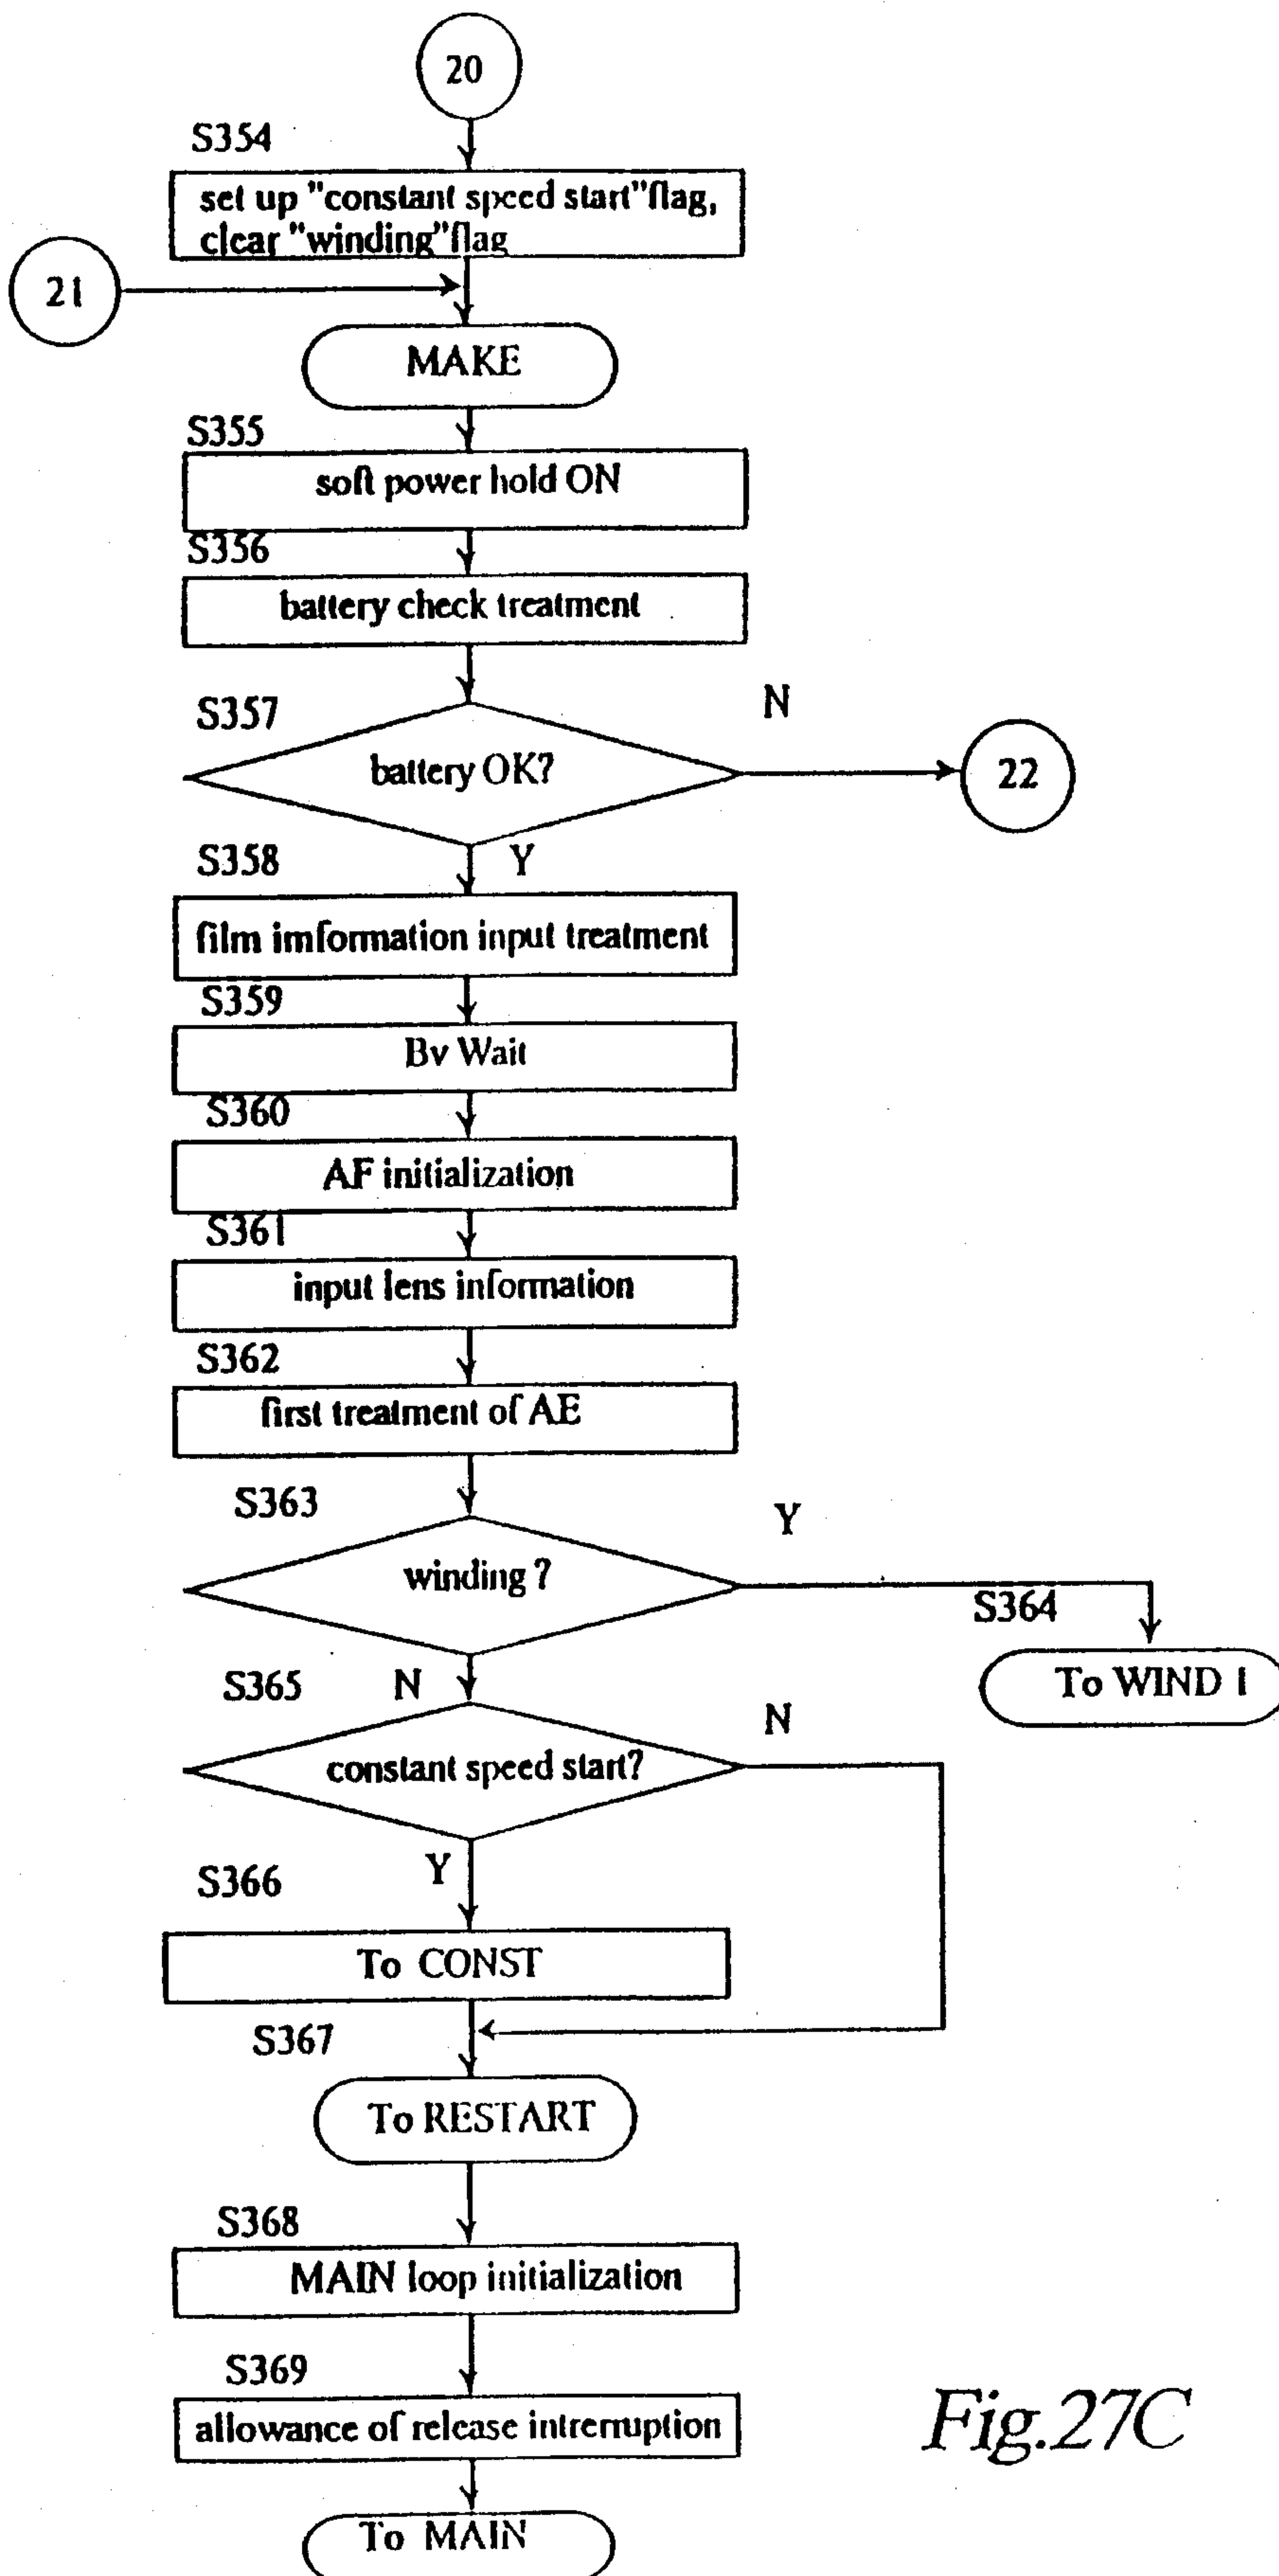 20
S354
set up "constant speed start"flag,
clear "winding"flag
21
MAKE
S355
soft power hold ON
S356
battery check treatment
S357
N
battery OK?
22
S358
Y
film imformation input treatment
S359
Bv Wait
S360
AF initialization
S361
input lens information
S362
first treatment of AE
S363
Y
winding ?
S364
To WIND 1
S365
N
N
constant speed start?
S366
Y
To CONST
S367
To RESTART
S368
MAIN loop initialization
S369
allowance of release intrerruption
To MAIN
Fig.27C